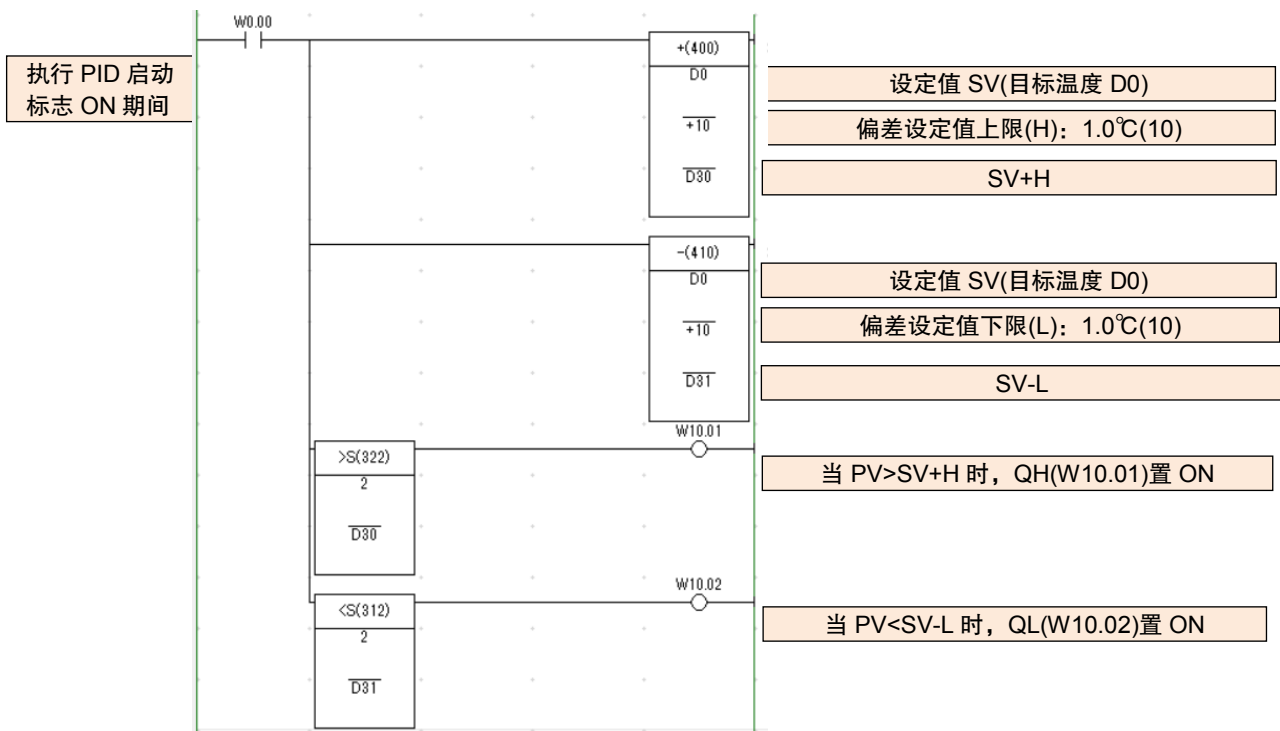 W0.00
执行 PID 启动
标志 ON 期间
+(400)
D0
+10
D30
设定值 SV(目标温度 D0)
偏差设定值上限(H)：1.0℃(10)
SV+H
-(410)
D0
+10
D31
设定值 SV(目标温度 D0)
偏差设定值下限(L)：1.0℃(10)
SV-L
>S(322)
2
D30
W10.01
当 PV>SV+H 时，QH(W10.01)置 ON
<S(312)
2
D31
W10.02
当 PV<SV-L 时，QL(W10.02)置 ON